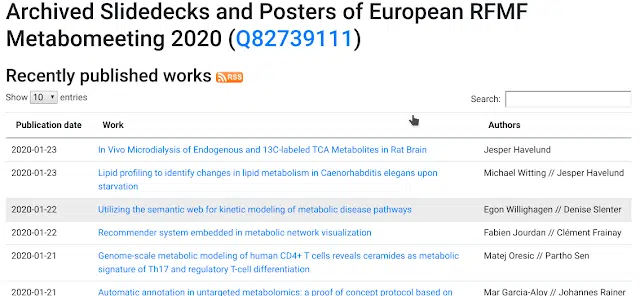 Archived Slidedecks and Posters of European RFMF
Metabomeeting 2020 (Q82739111)
Recently published works RSS
Show 10 entries Search:
Publication date Work Authors
2020-01-23 In Vivo Microdialysis of Endogenous and 13C-labeled TCA Metabolites in Rat Brain Jesper Havelund
2020-01-23 Lipid profiling to identify changes in lipid metabolism in Caenorhabditis elegans upon Michael Witting // Jesper Havelund
starvation
2020-01-22 Utilizing the semantic web for kinetic modeling of metabolic disease pathways Egon Willighagen // Denise Slenter
2020-01-22 Recommender system embedded in metabolic network visualization Fabien Jourdan // Clément Frainay
2020-01-21 Genome-scale metabolic modeling of human CD4+ T cells reveals ceramides as metabolic Matej Oresic // Partho Sen
signature of Th17 and regulatory T-cell differentiation
2020-01-21 Automatic annotation in untargeted metabolomics: a proof of concept protocol based on Mar Garcia-Aloy // Johannes Rainer